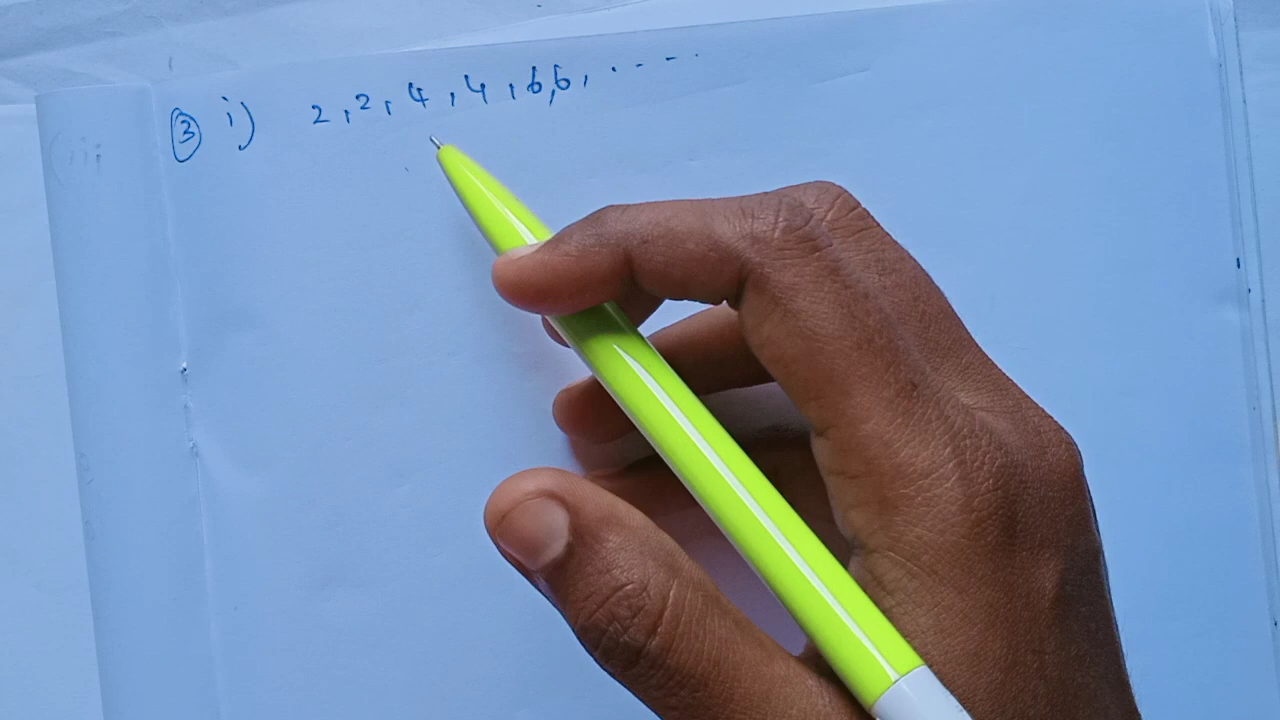 ③ i) 2, 2, 4, 4, 6, 6, .....